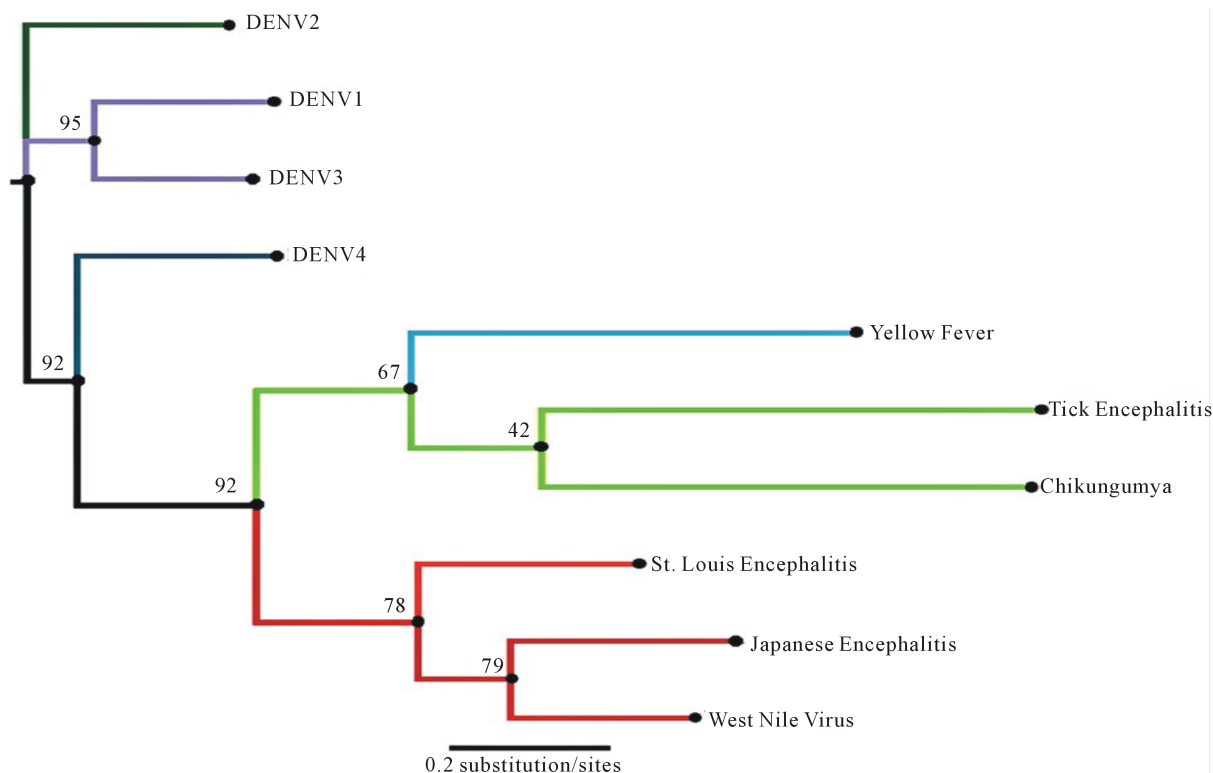 DENV2
DENV1
95
DENV3
DENV4
Yellow Fever
92
67
Tick Encephalitis
42
Chikungumya
92
St. Louis Encephalitis
78
Japanese Encephalitis
79
West Nile Virus
0.2 substitution/sites